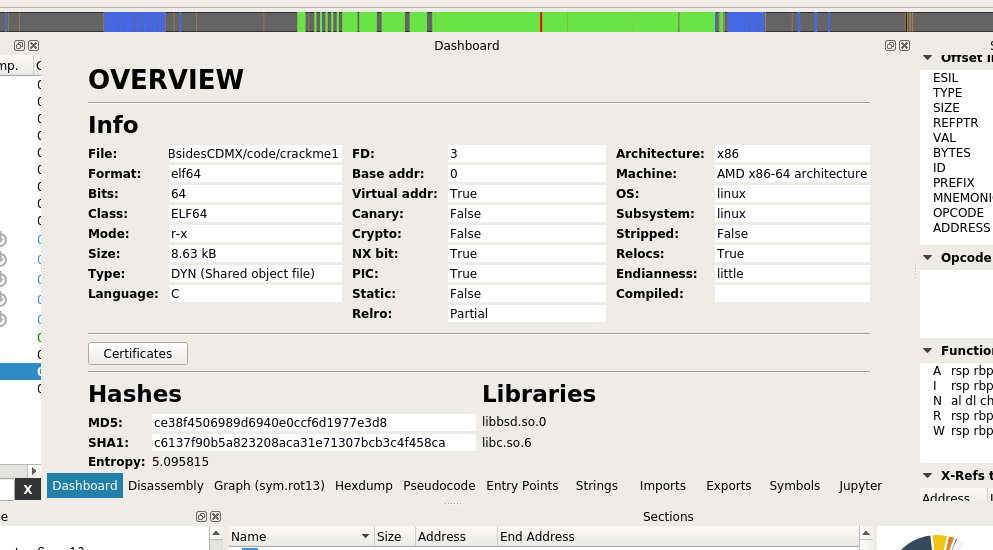 Dashboard
mp.
OVERVIEW
Info
File: BsidesCDMX/code/crackme1 FD: 3 Architecture: x86
Format: elf64 Base addr: 0 Machine: AMD x86-64 architecture
Bits: 64 Virtual addr: True OS: linux
Class: ELF64 Canary: False Subsystem: linux
Mode: r-x Crypto: False Stripped: False
Size: 8.63 kB NX bit: True Relocs: True
Type: DYN (Shared object file) PIC: True Endianness: little
Language: C Static: False Compiled:
Relro: Partial
Certificates
Hashes
MD5: ce38f4506989d6940e0ccf6d1977e3d8
SHA1: c6137f90b5a823208aca31e71307bcb3c4f458ca
Entropy: 5.095815
Libraries
libbsd.so.0
libc.so.6
X
Dashboard Disassembly Graph (sym.rot13) Hexdump Pseudocode Entry Points Strings Imports Exports Symbols Jupyter
Sections
Name Size Address End Address
Offset
ESIL
TYPE
SIZE
REFPTR
VAL
BYTES
ID
PREFIX
MNEMONI
OPCODE
ADDRESS
Opcode
Functio
A rsp rbp
I rsp rbp
N al dl ch
R rsp rbp
W rsp rbp
X-Refs t
Address